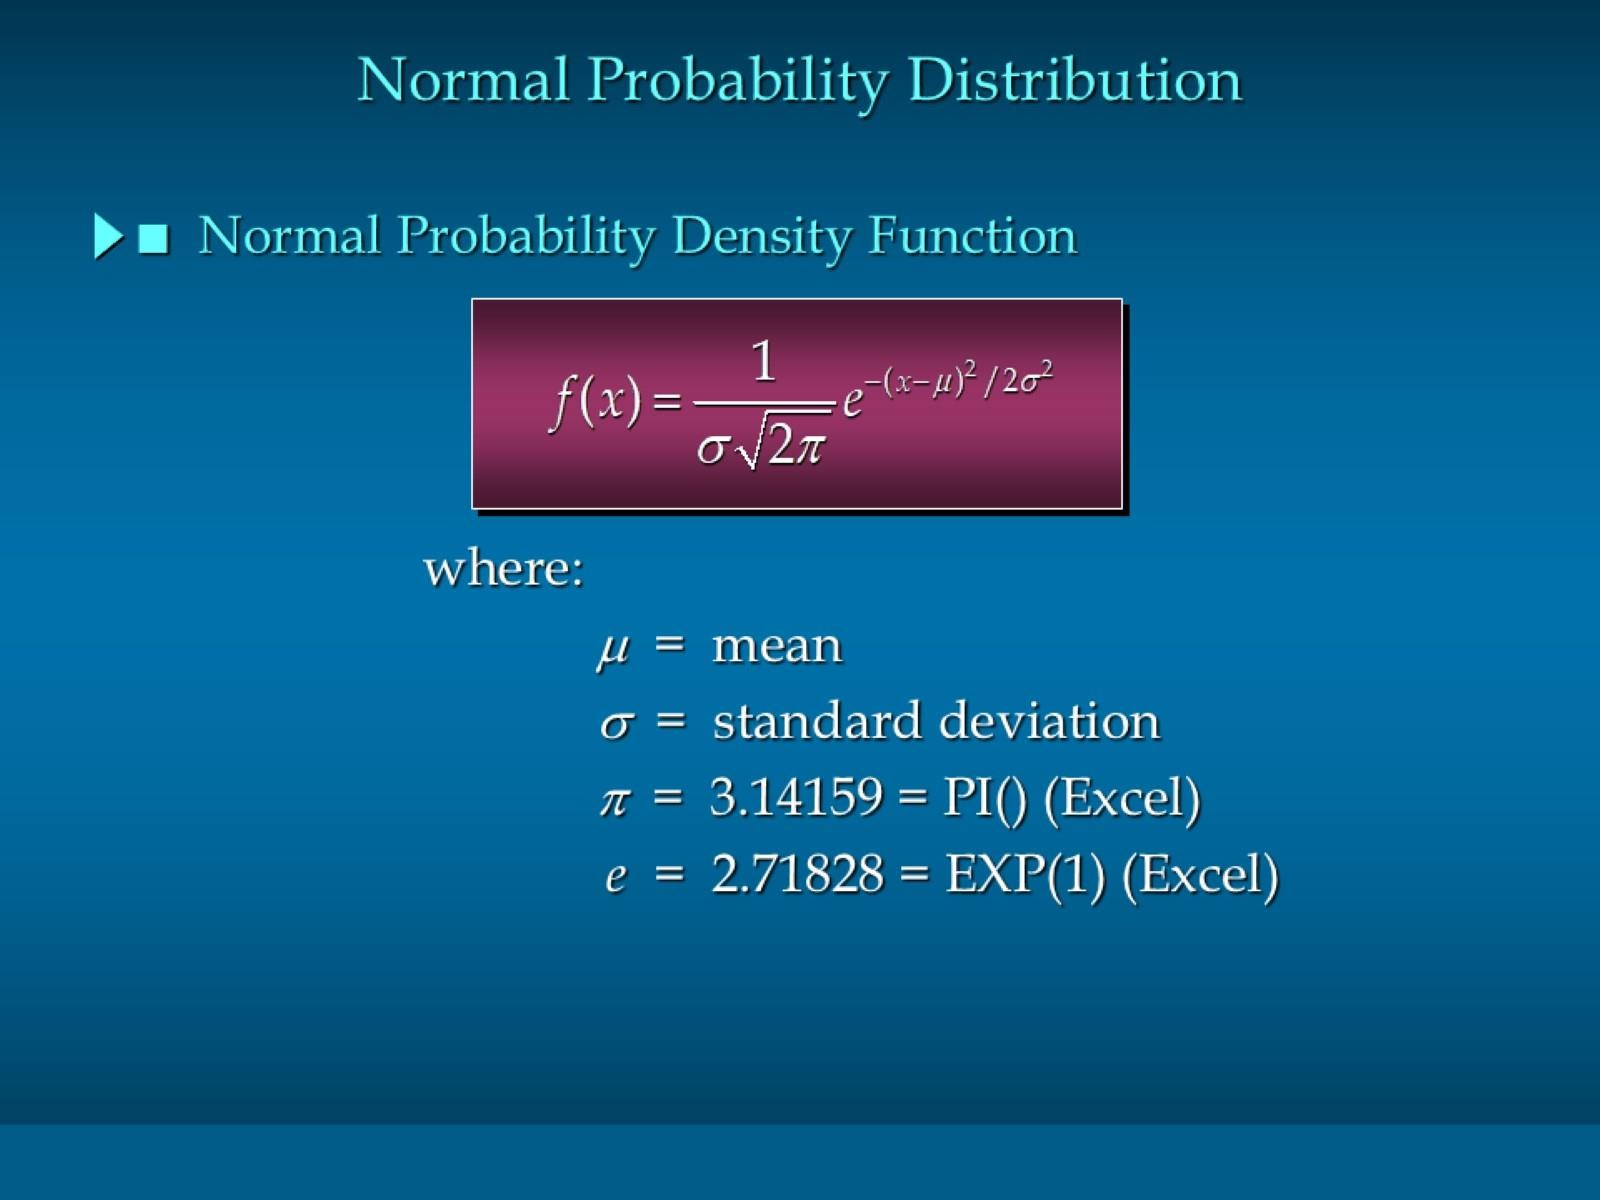 Normal Probability Distribution
Normal Probability Density Function
f(x) = 1/(σ√2π) e^−(x−μ)²/2σ²
where:
μ = mean
σ = standard deviation
π = 3.14159 = PI() (Excel)
e = 2.71828 = EXP(1) (Excel)